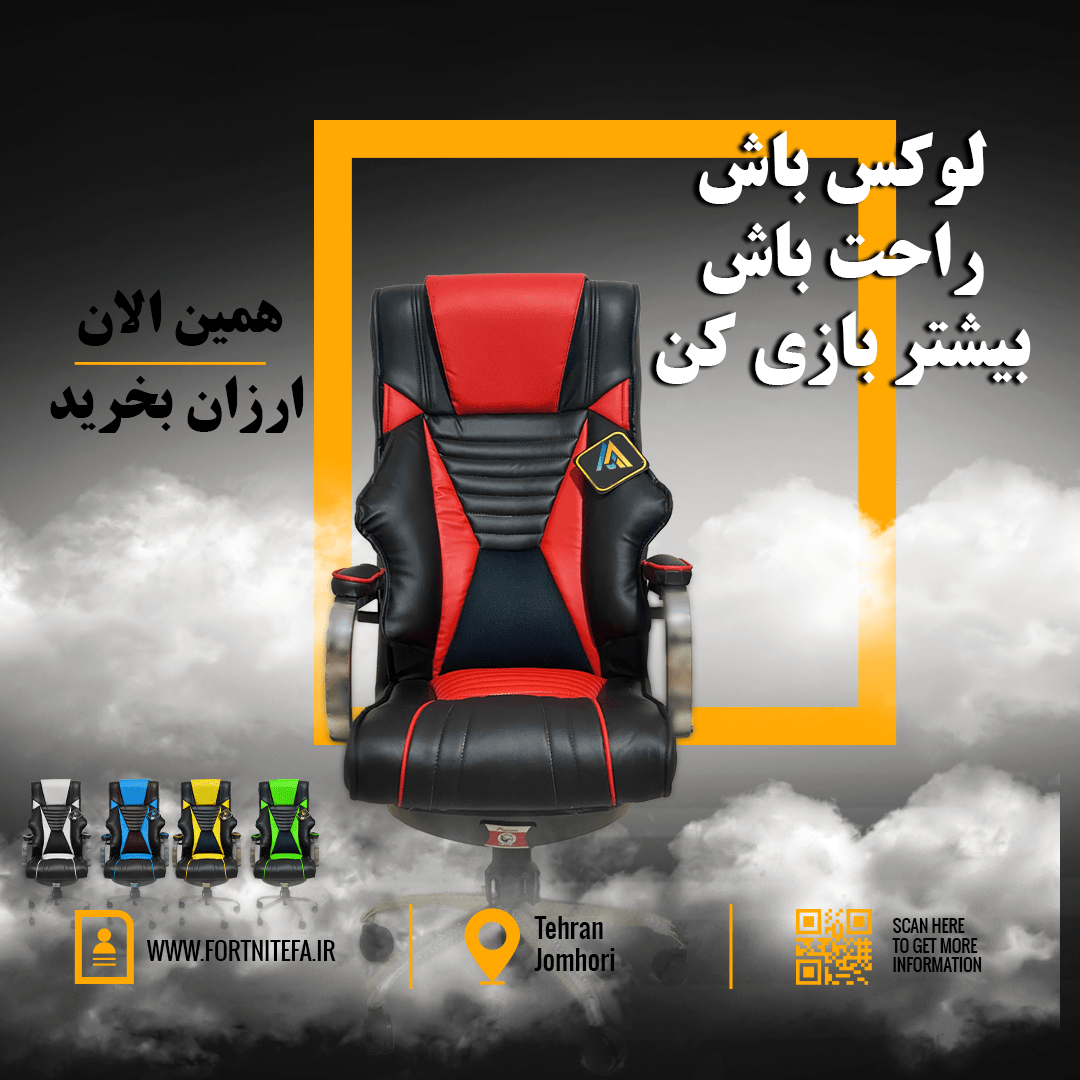 لوکس باش
راحت باش
بیشتر بازی کن
همین الان
ارزان بخرید
WWW.FORTNITEFA.IR
Tehran
Jomhori
SCAN HERE
TO GET MORE
INFORMATION